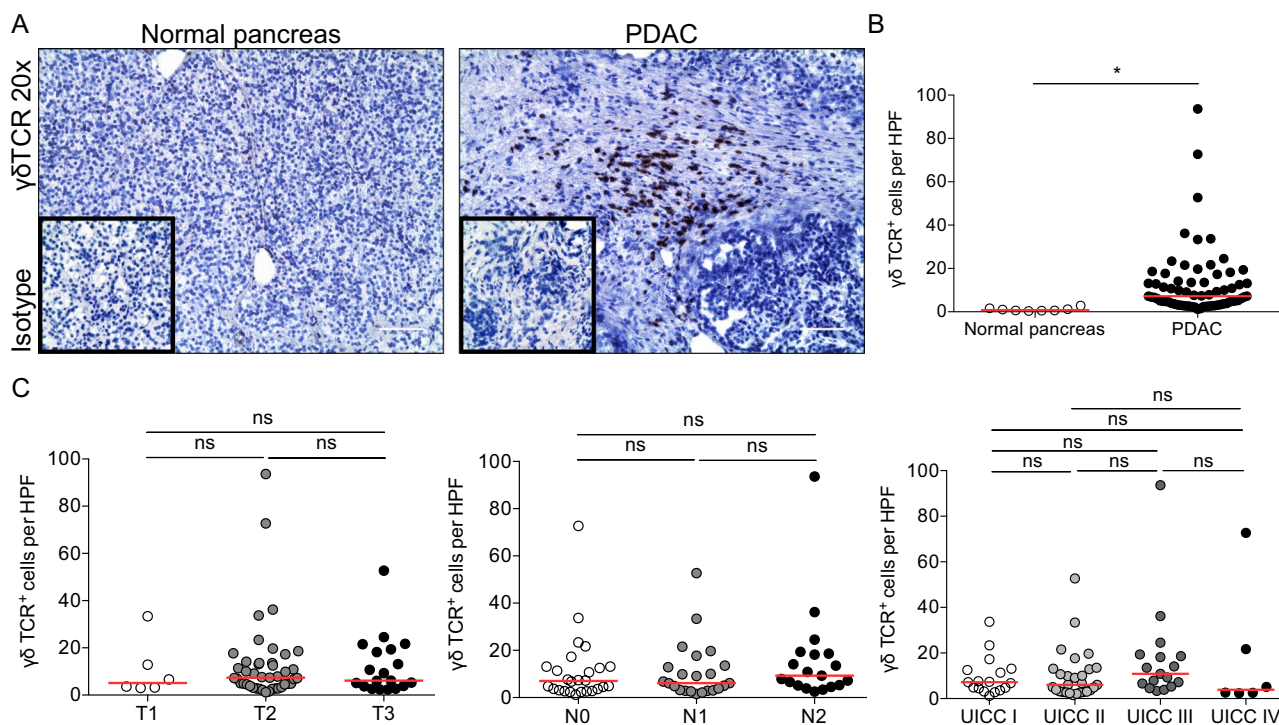 A
Normal pancreas
PDAC
γδTCR 20x
Isotype
B
*
γδ TCR⁺ cells per HPF
100
80
60
40
20
0
Normal pancreas
PDAC
C
ns
ns
ns
γδ TCR⁺ cells per HPF
100
80
60
40
20
0
T1
T2
T3
ns
ns
ns
γδ TCR⁺ cells per HPF
100
80
60
40
20
0
N0
N1
N2
ns
ns
ns
ns
ns
ns
γδ TCR⁺ cells per HPF
100
80
60
40
20
0
UICC I
UICC II
UICC III
UICC IV